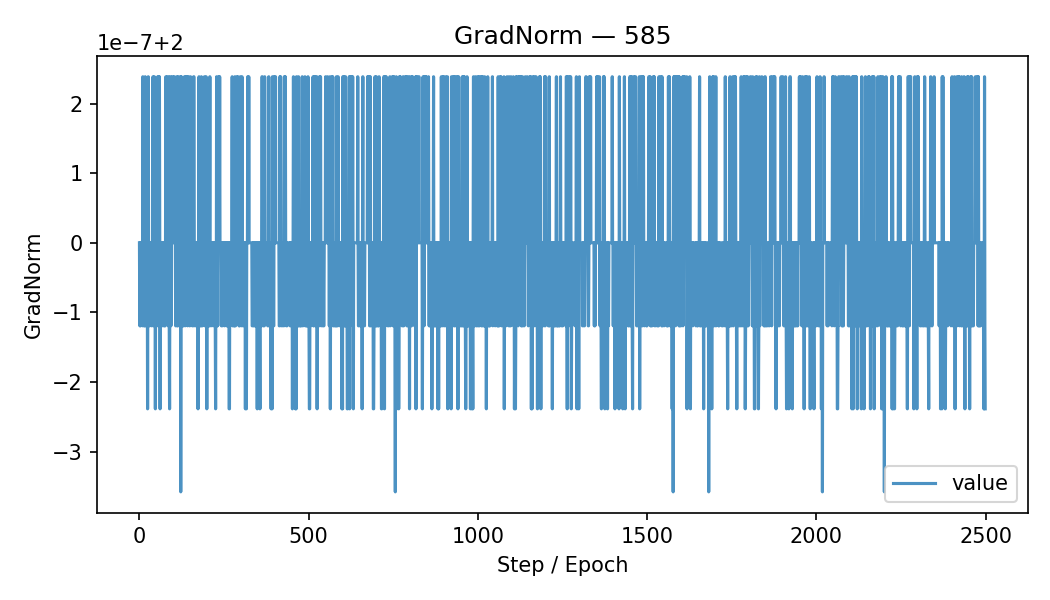 GradNorm — 585
1e−7+2
2
1
0
−1
−2
−3
GradNorm
value
0 500 1000 1500 2000 2500
Step / Epoch